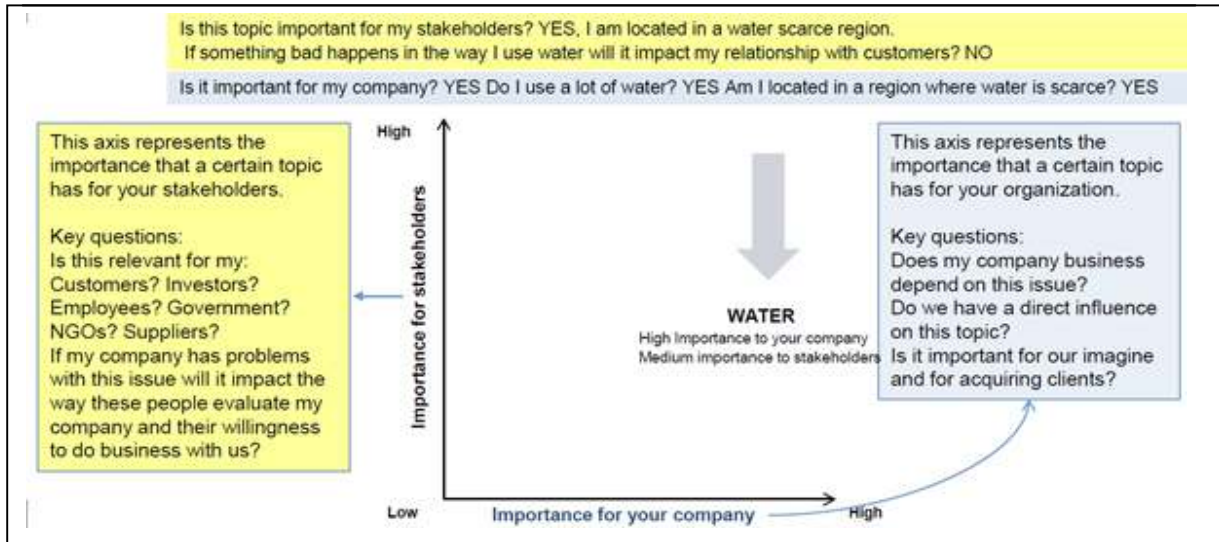 Is this topic important for my stakeholders? YES, I am located in a water scarce region.
If something bad happens in the way I use water will it impact my relationship with customers? NO
Is it important for my company? YES Do I use a lot of water? YES Am I located in a region where water is scarce? YES
This axis represents the
importance that a certain topic
has for your stakeholders.
Key questions:
Is this relevant for my:
Customers? Investors?
Employees? Government?
NGOs? Suppliers?
If my company has problems
with this issue will it impact the
way these people evaluate my
company and their willingness
to do business with us?
High
Importance for stakeholders
Low
WATER
High Importance to your company
Medium importance to stakeholders
Importance for your company
High
This axis represents the
importance that a certain topic
has for your organization.
Key questions:
Does my company business
depend on this issue?
Do we have a direct influence
on this topic?
Is it important for our imagine
and for acquiring clients?